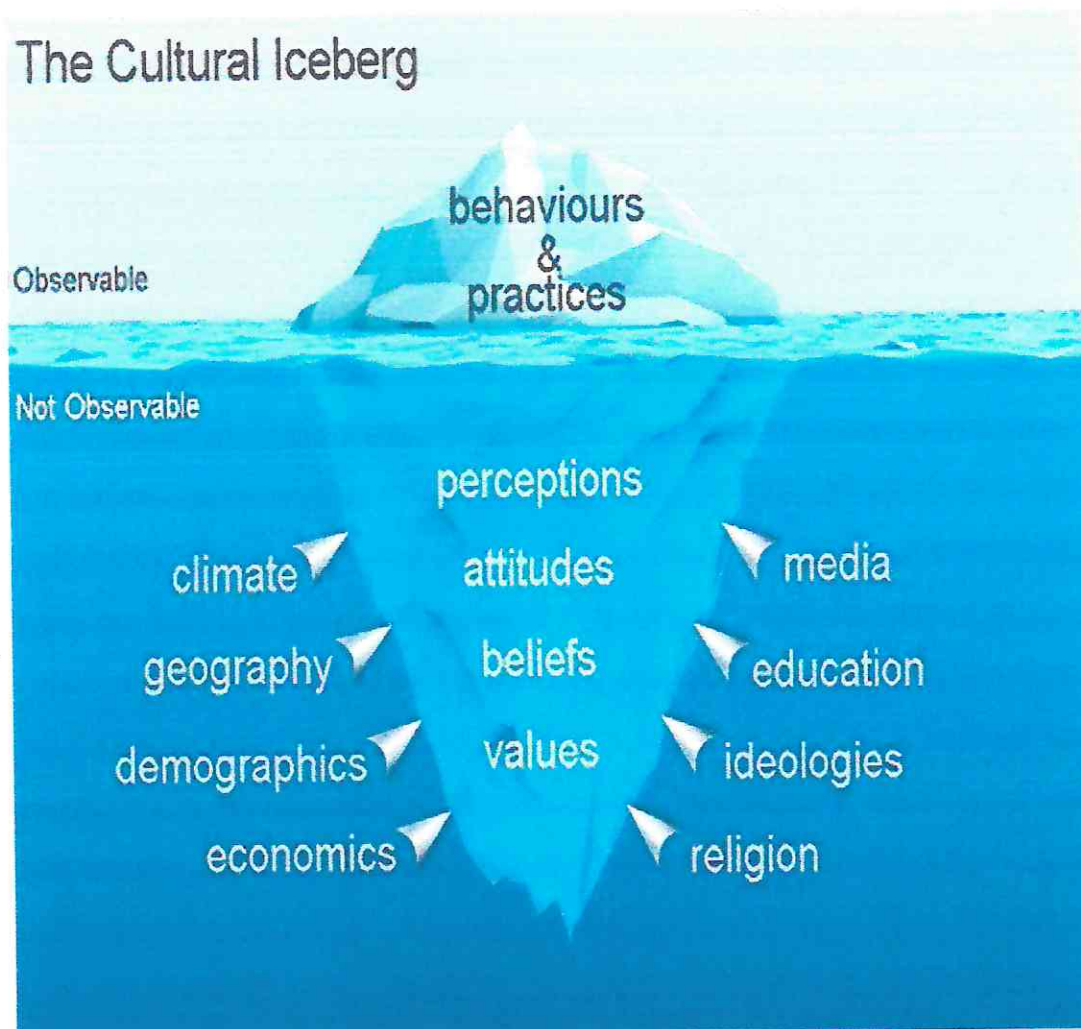 The Cultural Iceberg
behaviours
&
practices
Observable
Not Observable
perceptions
climate
attitudes
media
geography
beliefs
education
demographics
values
ideologies
economics
religion